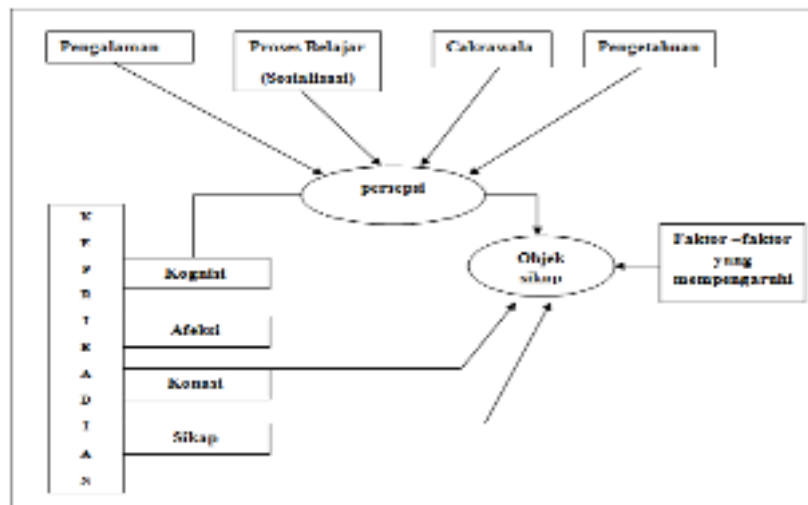 Pengalaman
Proses Belajar
(Sosialisasi)
Cakrawala
Pengetahuan
persepsi
Objek
sikap
Faktor –faktor
yang
mempengaruhi
Kognisi
Afeksi
Konasi
Sikap